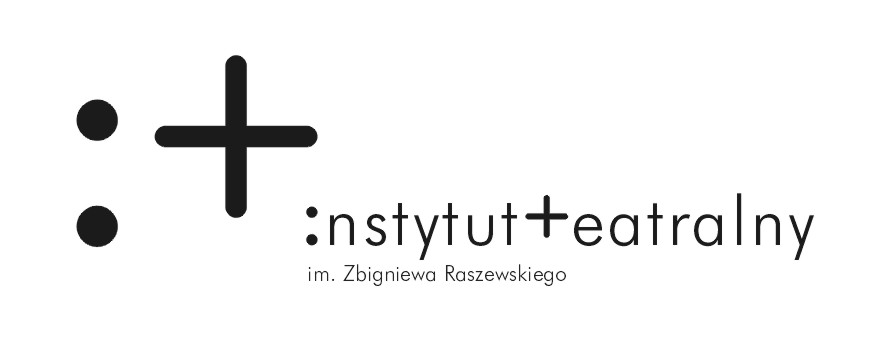 :+
:nstytut+eatralny
im. Zbigniewa Raszewskiego